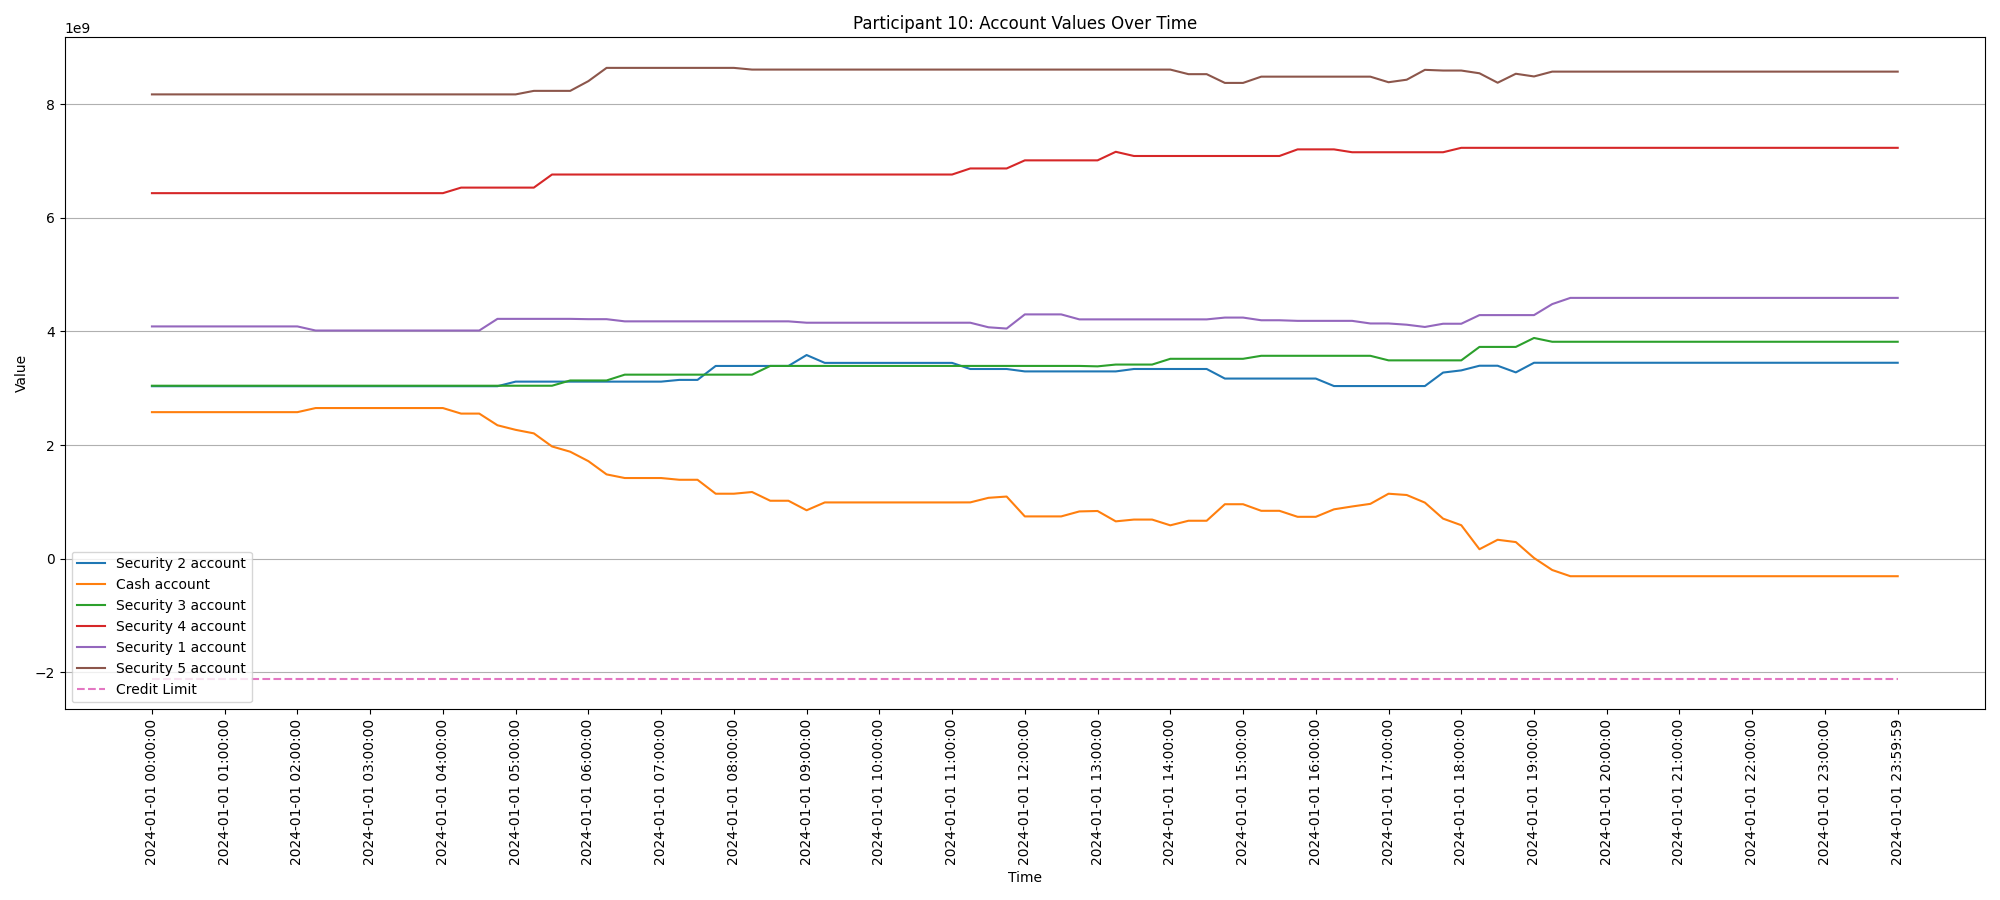 Participant 10: Account Values Over Time
1e9
8
6
4
2
0
−2
Value
Security 2 account
Cash account
Security 3 account
Security 4 account
Security 1 account
Security 5 account
Credit Limit
2024-01-01 00:00:00
2024-01-01 01:00:00
2024-01-01 02:00:00
2024-01-01 03:00:00
2024-01-01 04:00:00
2024-01-01 05:00:00
2024-01-01 06:00:00
2024-01-01 07:00:00
2024-01-01 08:00:00
2024-01-01 09:00:00
2024-01-01 10:00:00
2024-01-01 11:00:00
2024-01-01 12:00:00
2024-01-01 13:00:00
2024-01-01 14:00:00
2024-01-01 15:00:00
2024-01-01 16:00:00
2024-01-01 17:00:00
2024-01-01 18:00:00
2024-01-01 19:00:00
2024-01-01 20:00:00
2024-01-01 21:00:00
2024-01-01 22:00:00
2024-01-01 23:00:00
2024-01-01 23:59:59
Time